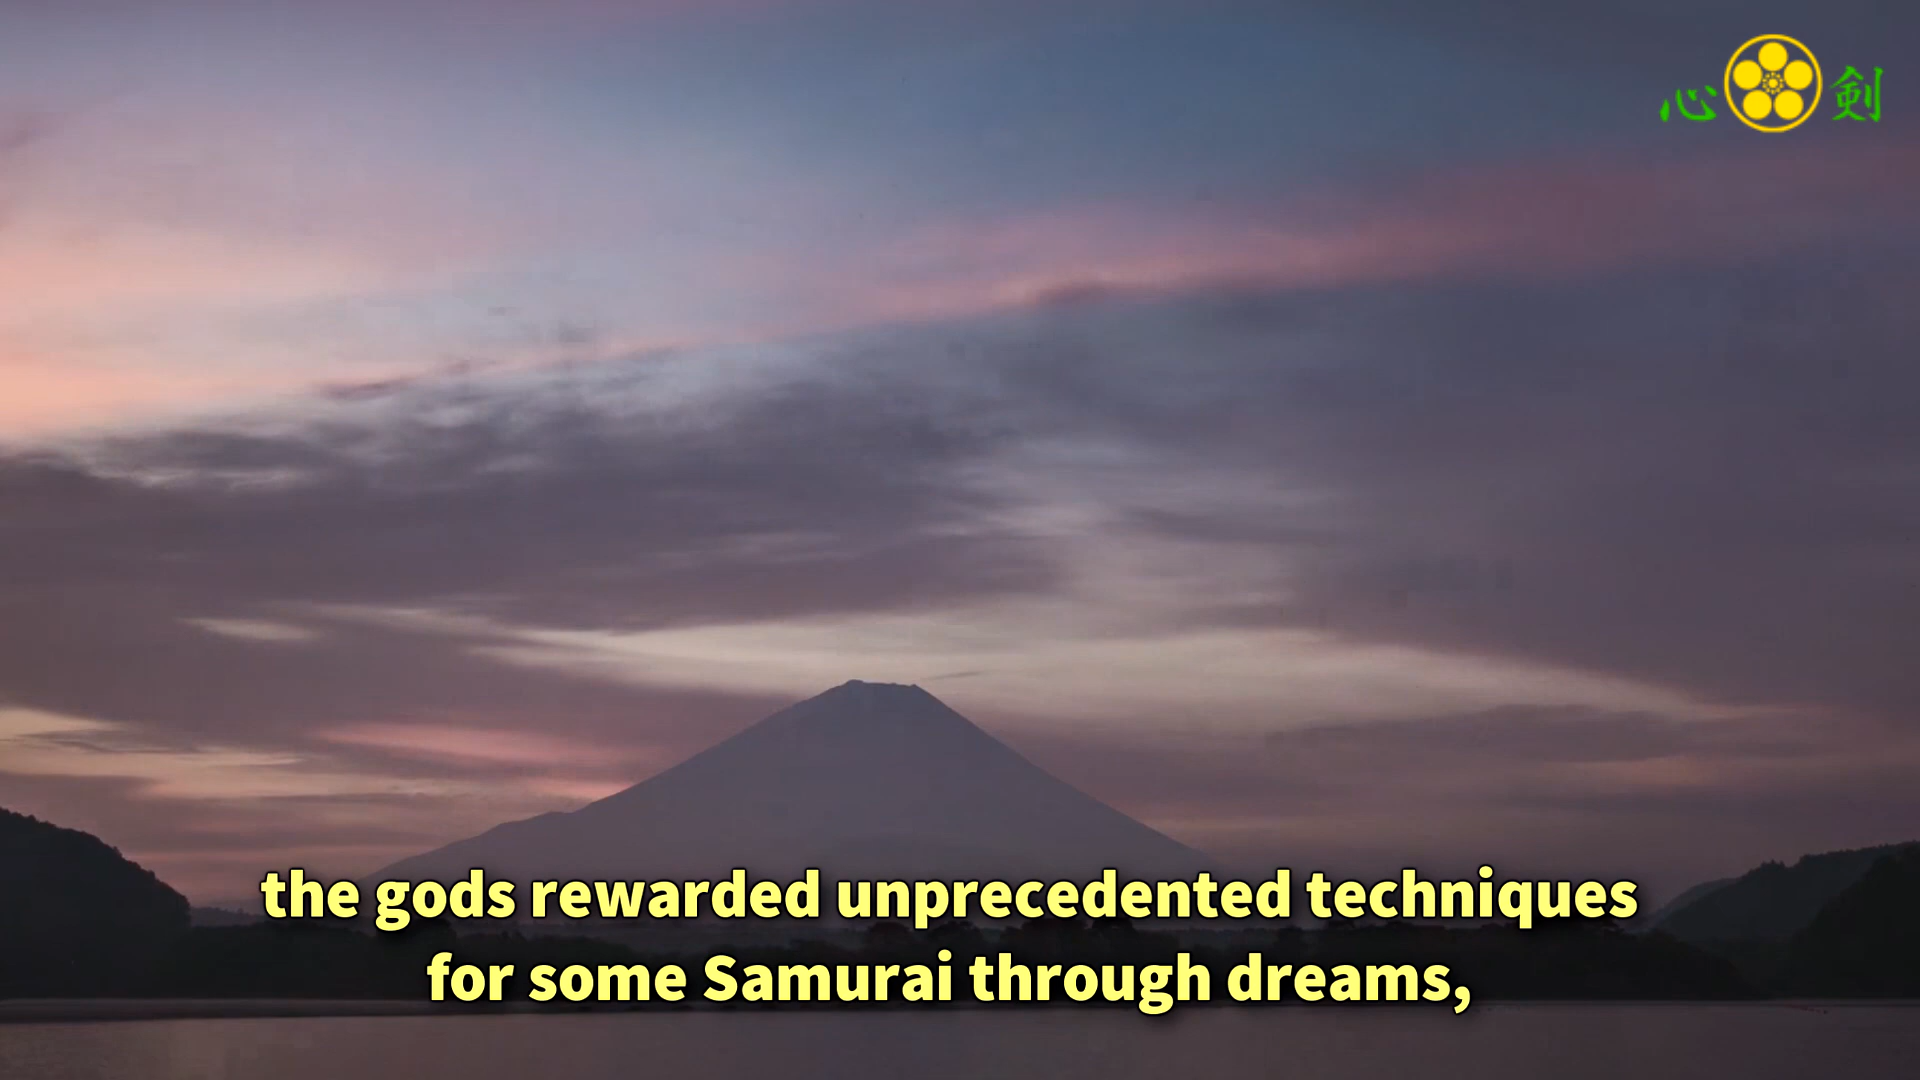 心 剣
the gods rewarded unprecedented techniques
for some Samurai through dreams,